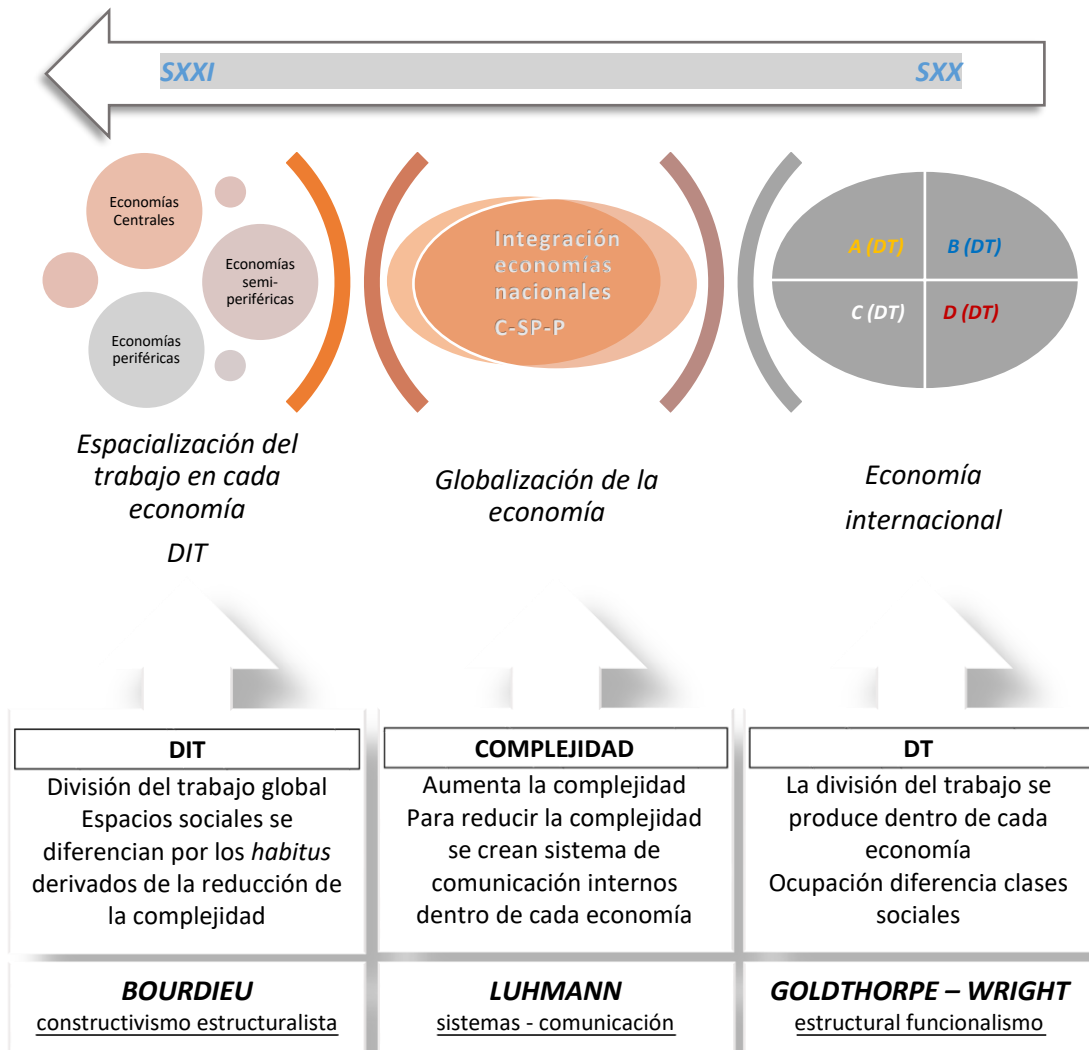 SXXI
SXX
Economías
Centrales
Economías
semi-
periféricas
Economías
periféricas
Integración
economías
nacionales
C-SP-P
A (DT)
B (DT)
C (DT)
D (DT)
Espacialización del
trabajo en cada
economía
DIT
Globalización de la
economía
Economía
internacional
DIT
División del trabajo global
Espacios sociales se
diferencian por los habitus
derivados de la reducción de
la complejidad
BOURDIEU
constructivismo estructuralista
COMPLEJIDAD
Aumenta la complejidad
Para reducir la complejidad
se crean sistema de
comunicación internos
dentro de cada economía
LUHMANN
sistemas - comunicación
DT
La división del trabajo se
produce dentro de cada
economía
Ocupación diferencia clases
sociales
GOLDTHORPE – WRIGHT
estructural funcionalismo